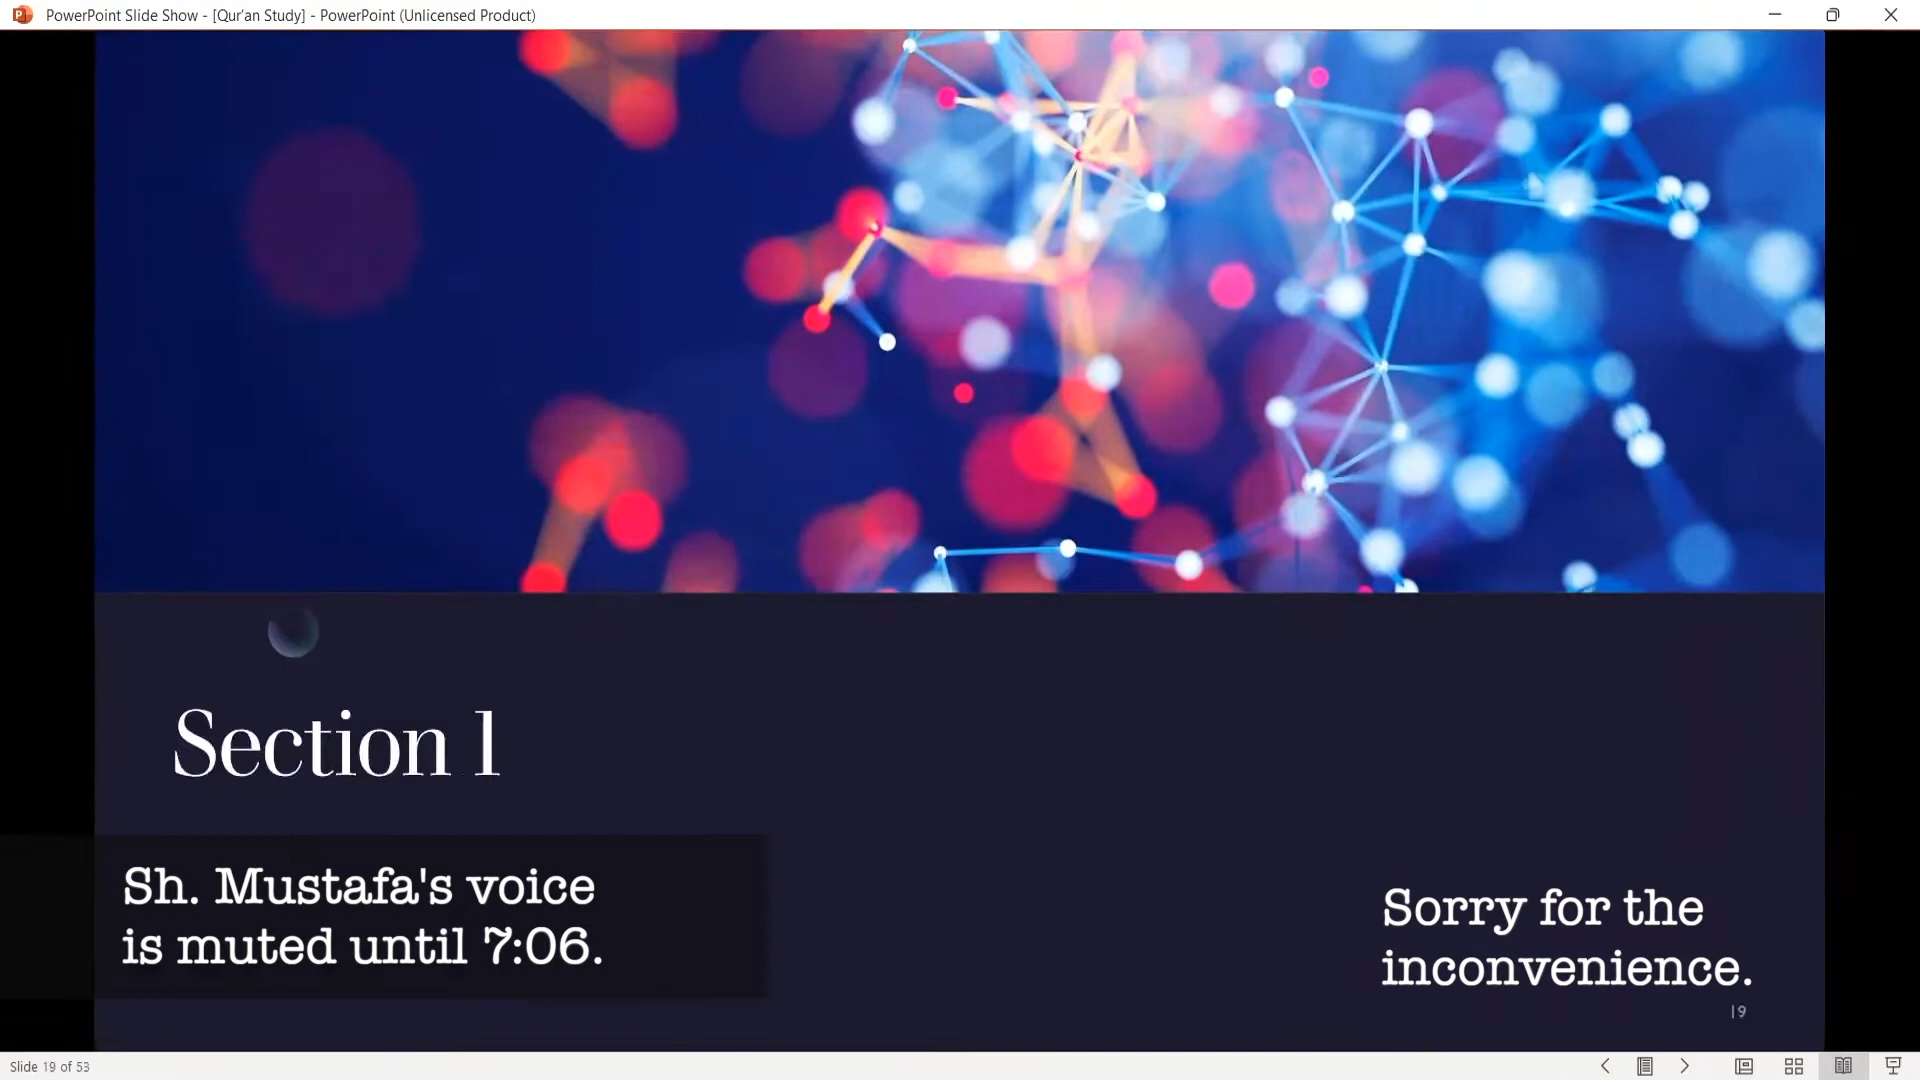 PowerPoint Slide Show - [Qur'an Study] - PowerPoint (Unlicensed Product)
Section 1
Sh. Mustafa's voice
is muted until 7:06.
Sorry for the
inconvenience.
19
Slide 19 of 53